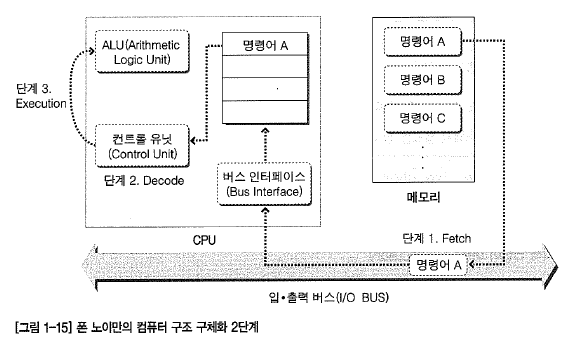 ALU(Arithmetic
Logic Unit)
명령어 A
명령어 A
단계 3.
Execution
명령어 B
명령어 C
컨트롤 유닛
(Control Unit)
단계 2. Decode
버스 인터페이스
(Bus Interface)
메모리
CPU
단계 1. Fetch
명령어 A
입•출력 버스(I/O BUS)
[그림 1-15] 폰 노이만의 컴퓨터 구조 구체화 2단계